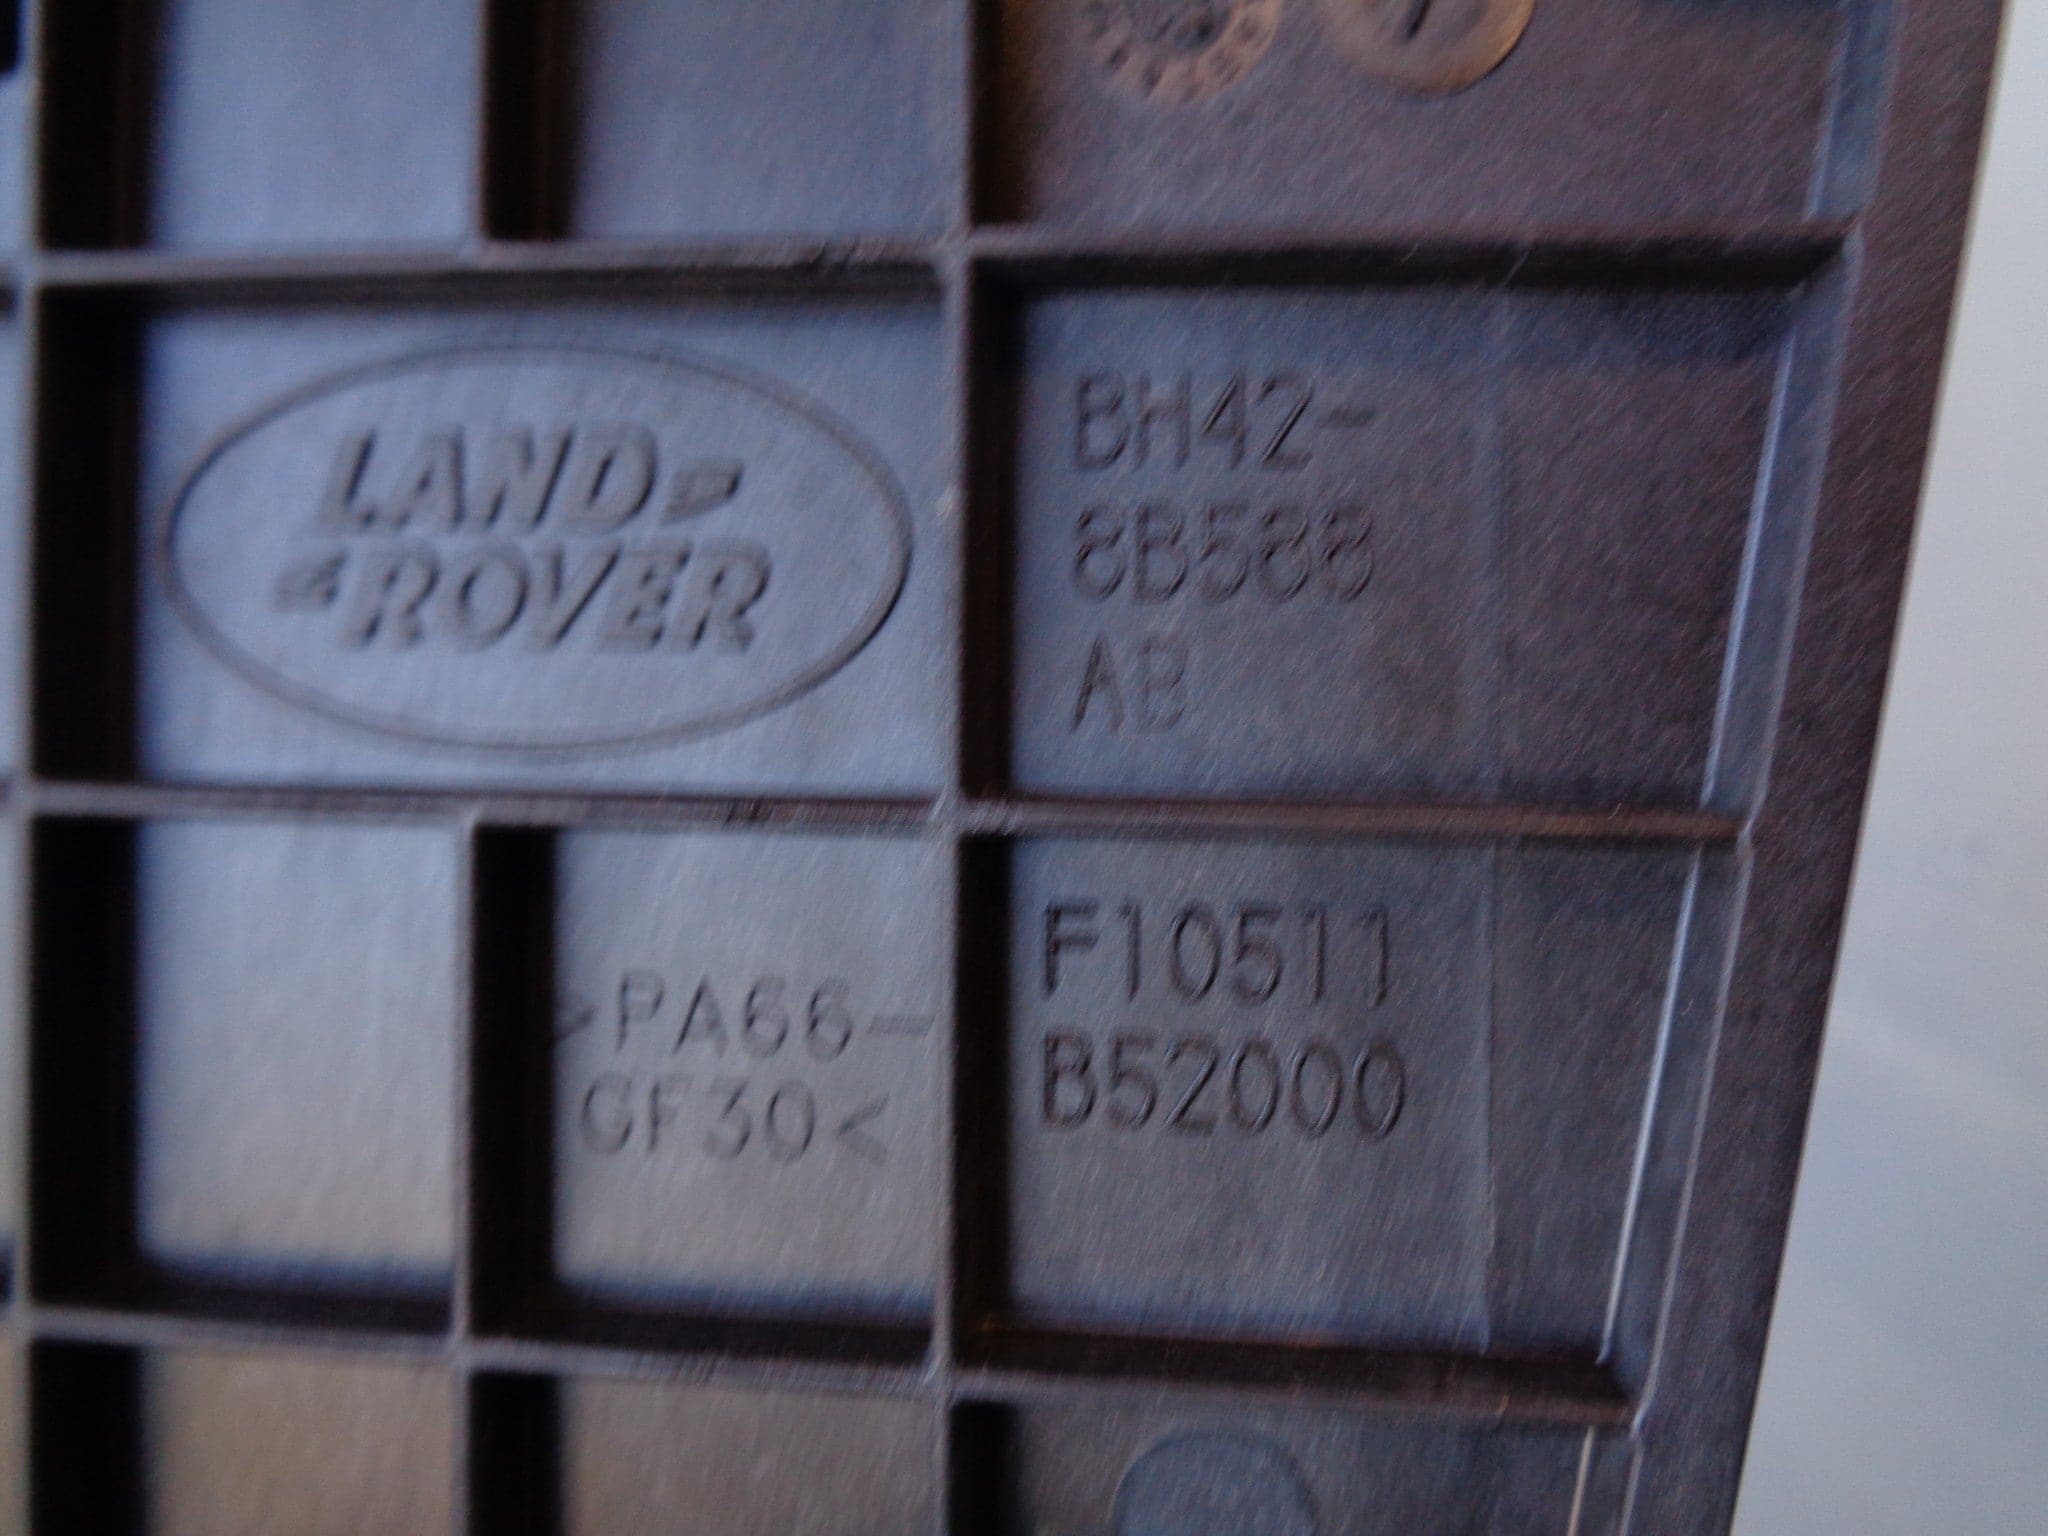 LAND
ROVER
BH42-
8B588
AB
>PA66-
GF30<
F10511
B52000